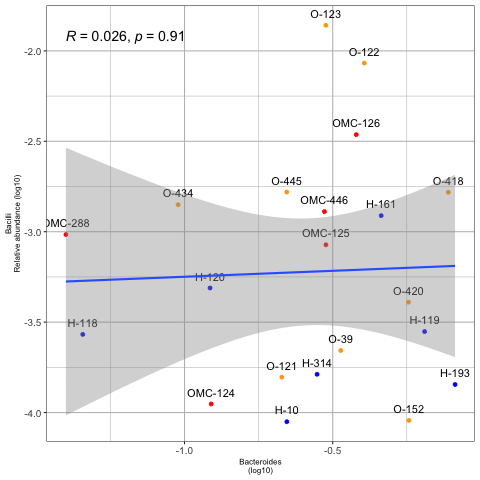 R = 0.026, p = 0.91
O-123
O-122
OMC-126
O-445
O-418
O-434
OMC-446
H-161
OMC-288
OMC-125
H-120
O-420
H-118
H-119
O-39
H-314
O-121
H-193
OMC-124
H-10
O-152
-2.0
-2.5
-3.0
-3.5
-4.0
-1.0
-0.5
Bacilli
Relative abundante (log10)
Bacteroides
(log10)